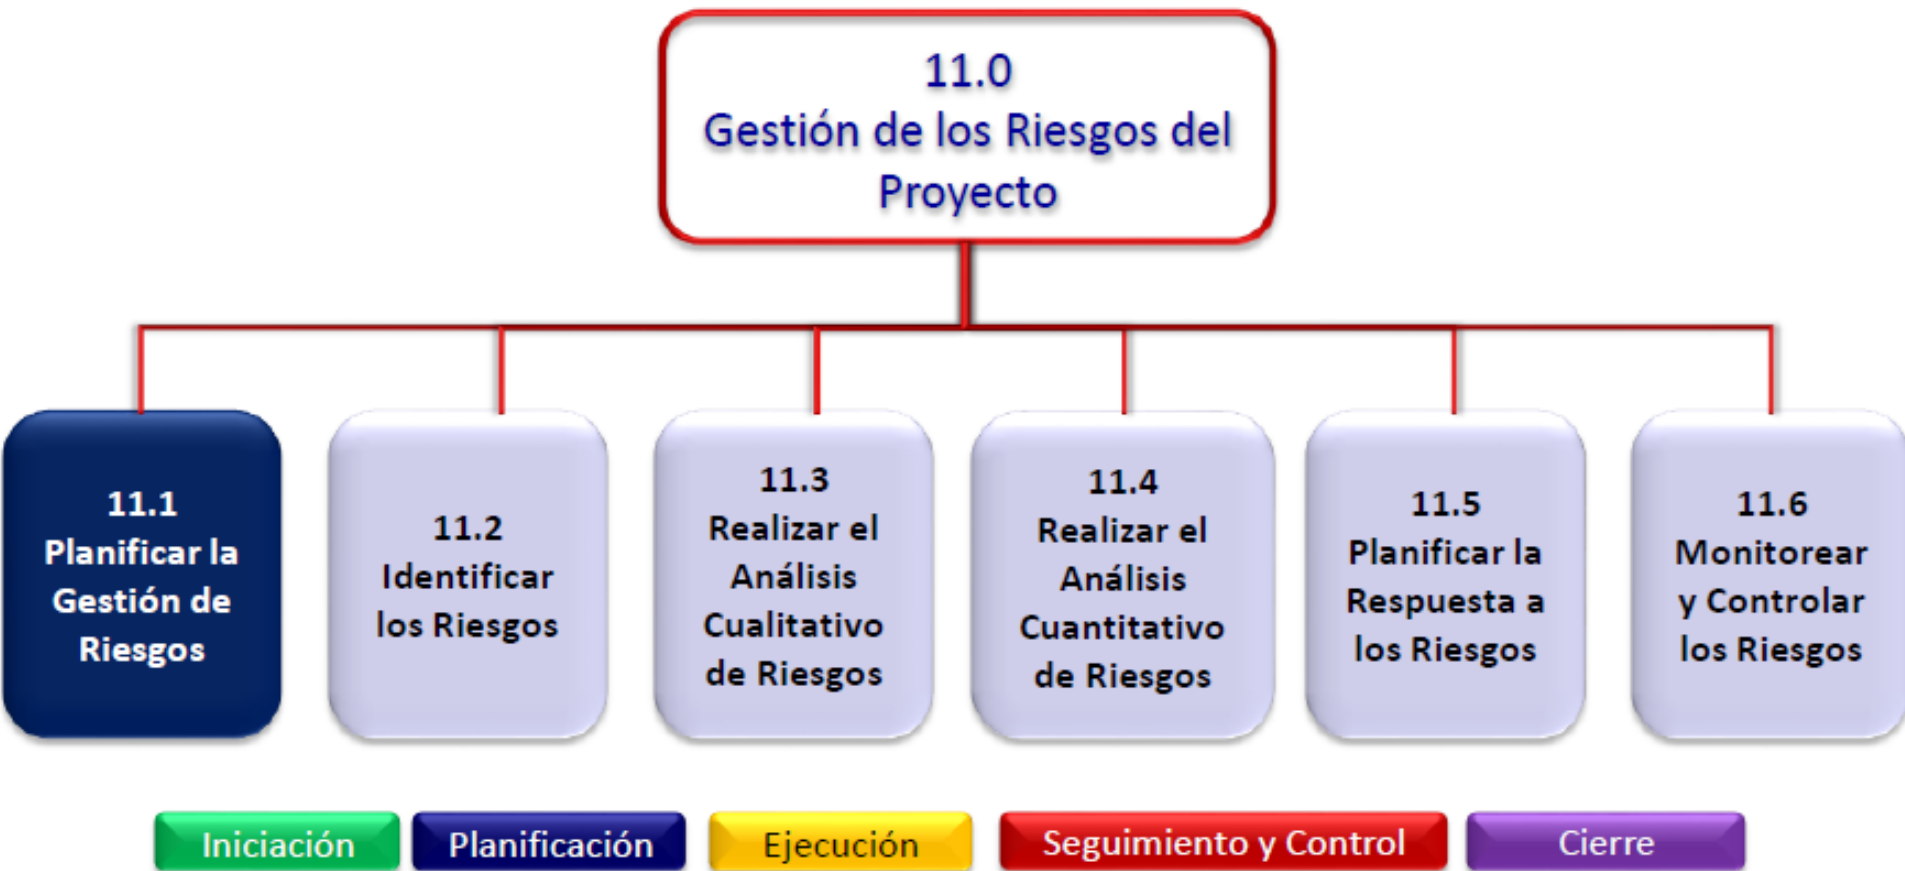 11.0
Gestión de los Riesgos del
Proyecto
11.1
Planificar la
Gestión de
Riesgos
11.2
Identificar
los Riesgos
11.3
Realizar el
Análisis
Cualitativo
de Riesgos
11.4
Realizar el
Análisis
Cuantitativo
de Riesgos
11.5
Planificar la
Respuesta a
los Riesgos
11.6
Monitorear
y Controlar
los Riesgos
Iniciación
Planificación
Ejecución
Seguimiento y Control
Cierre